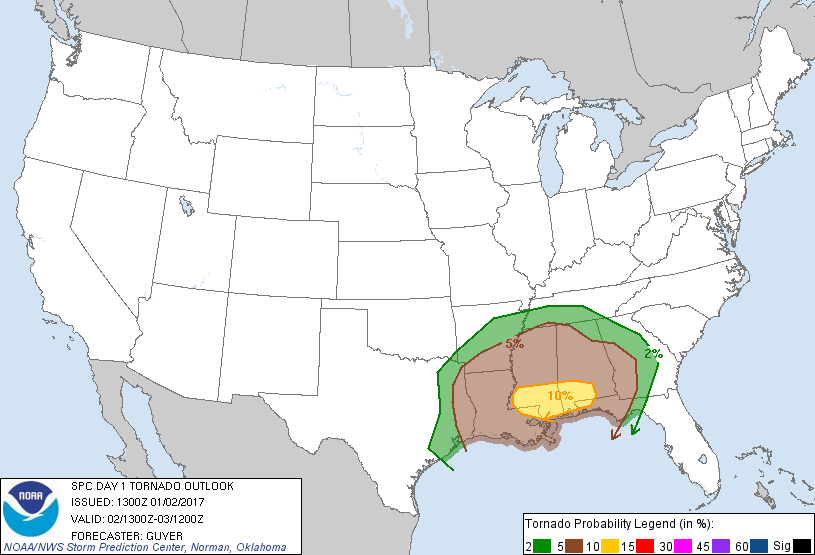 5%
2%
10%
NOAA
SPC DAY 1 TORNADO OUTLOOK
ISSUED: 1300Z 01/02/2017
VALID: 02/1300Z-03/1200Z
FORECASTER: GUYER
NOAA/NWS Storm Prediction Center, Norman, Oklahoma
Tornado Probability Legend (in %):
2 5 10 15 30 45 60 Sig